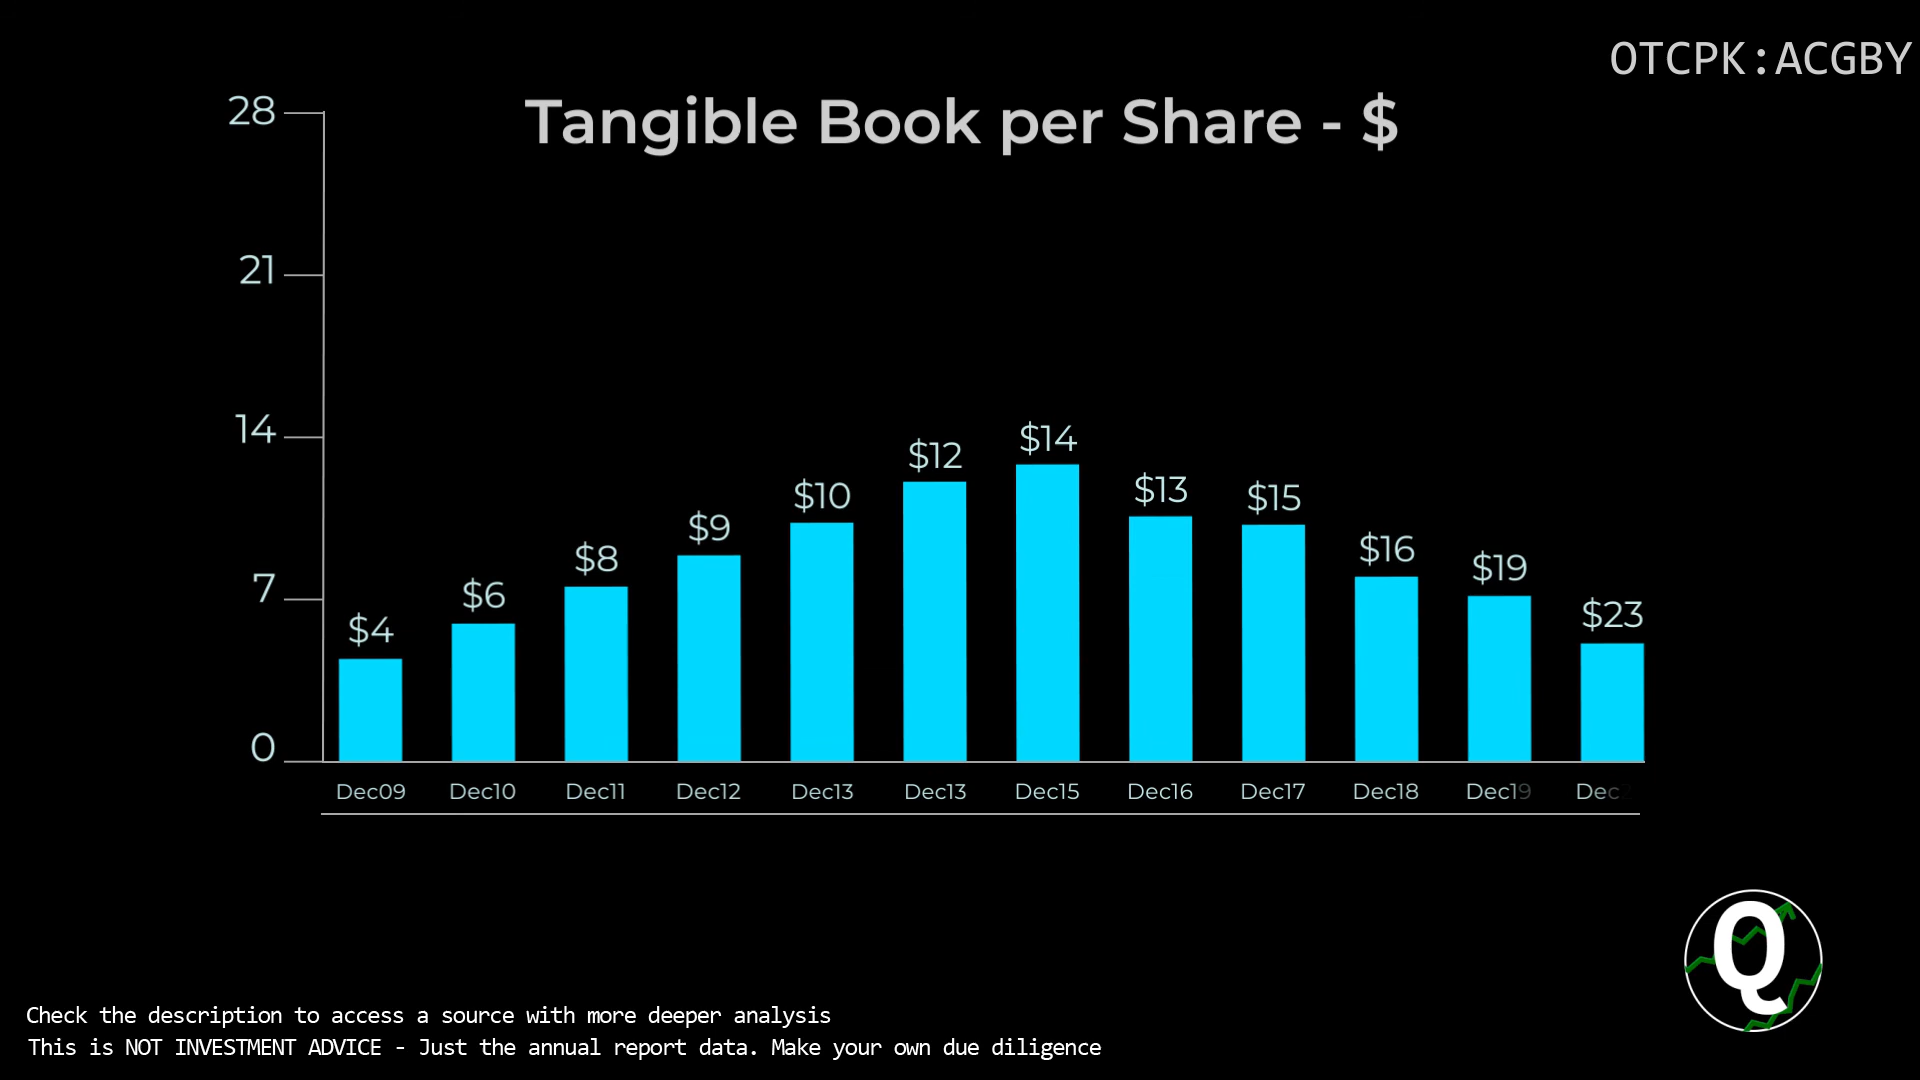 OTCPK:ACGBY
Tangible Book per Share - $
28
21
14
7
0
$4 $6 $8 $9 $10 $12 $14 $13 $15 $16 $19 $23
Dec09 Dec10 Dec11 Dec12 Dec13 Dec13 Dec15 Dec16 Dec17 Dec18 Dec19 Dec
Q
Check the description to access a source with more deeper analysis
This is NOT INVESTMENT ADVICE - Just the annual report data. Make your own due diligence